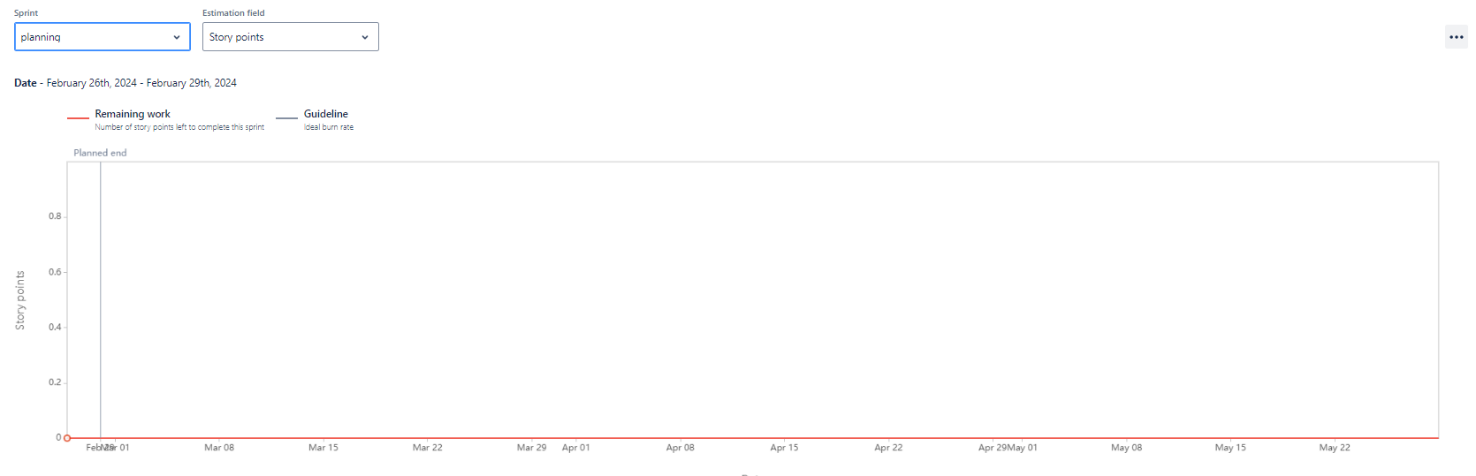 Sprint Estimation field
planning Story points
Date - February 26th, 2024 - February 29th, 2024
Remaining work Guideline
Number of story points left to complete this sprint Ideal burn rate
Planned end
0.8
0.6
Story points
0.4
0.2
0
Mar 01 Mar 08 Mar 15 Mar 22 Mar 29 Apr 01 Apr 08 Apr 15 Apr 22 Apr 29 May 01 May 08 May 15 May 22